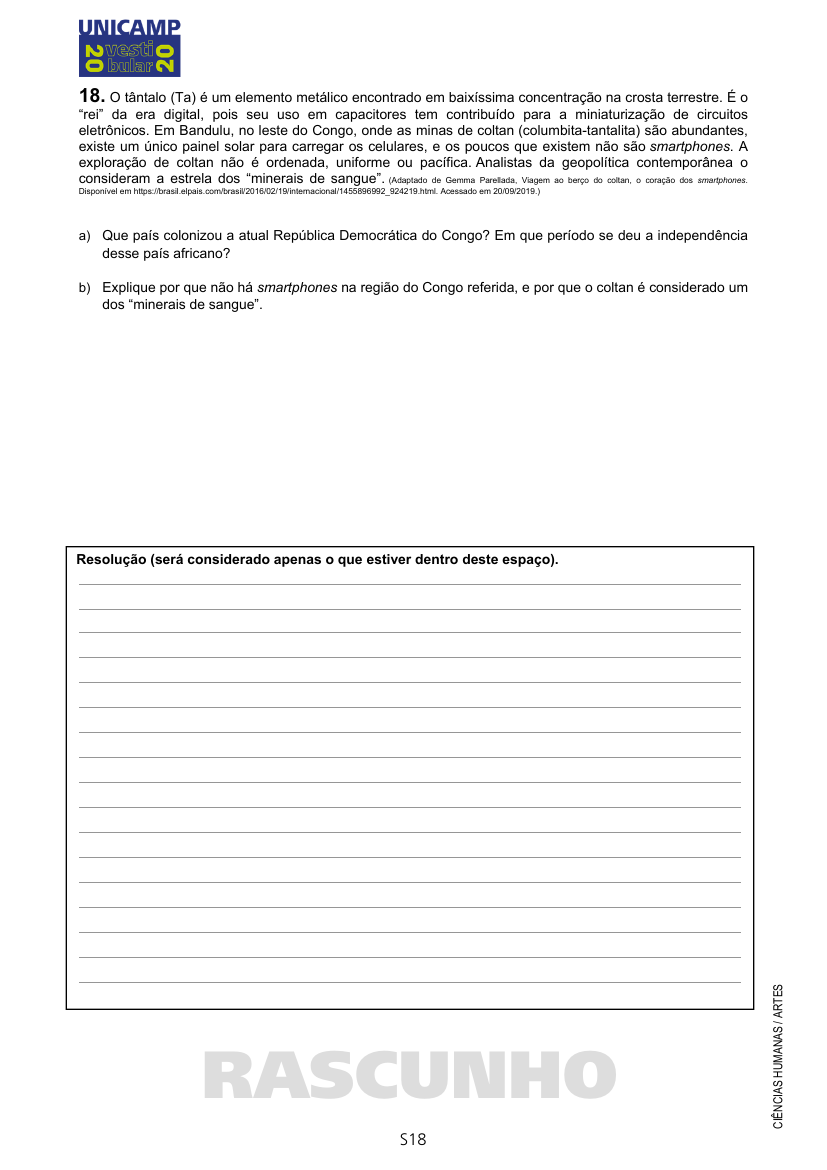 UNICAMP
20 vesti 20
bular
18. O tântalo (Ta) é um elemento metálico encontrado em baixíssima concentração na crosta terrestre. É o
“rei” da era digital, pois seu uso em capacitores tem contribuído para a miniaturização de circuitos
eletrônicos. Em Bandulu, no leste do Congo, onde as minas de coltan (columbita-tantalita) são abundantes,
existe um único painel solar para carregar os celulares, e os poucos que existem não são smartphones. A
exploração de coltan não é ordenada, uniforme ou pacífica. Analistas da geopolítica contemporânea o
consideram a estrela dos “minerais de sangue”. (Adaptado de Gemma Parellada, Viagem ao berço do coltan, o coração dos smartphones.
Disponível em https://brasil.elpais.com/brasil/2016/02/19/internacional/1455896992_924219.html. Acessado em 20/09/2019.)
a) Que país colonizou a atual República Democrática do Congo? Em que período se deu a independência
desse país africano?
b) Explique por que não há smartphones na região do Congo referida, e por que o coltan é considerado um
dos “minerais de sangue”.
Resolução (será considerado apenas o que estiver dentro deste espaço).
CIÊNCIAS HUMANAS / ARTES
RASCUNHO
S18